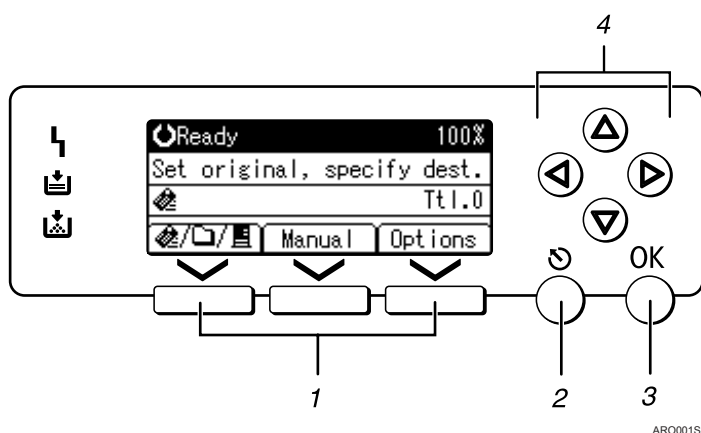 4
Ready 100%
Set original, specify dest.
Ttl.0
/ / Manual Options
OK
1 2 3
ARO001S